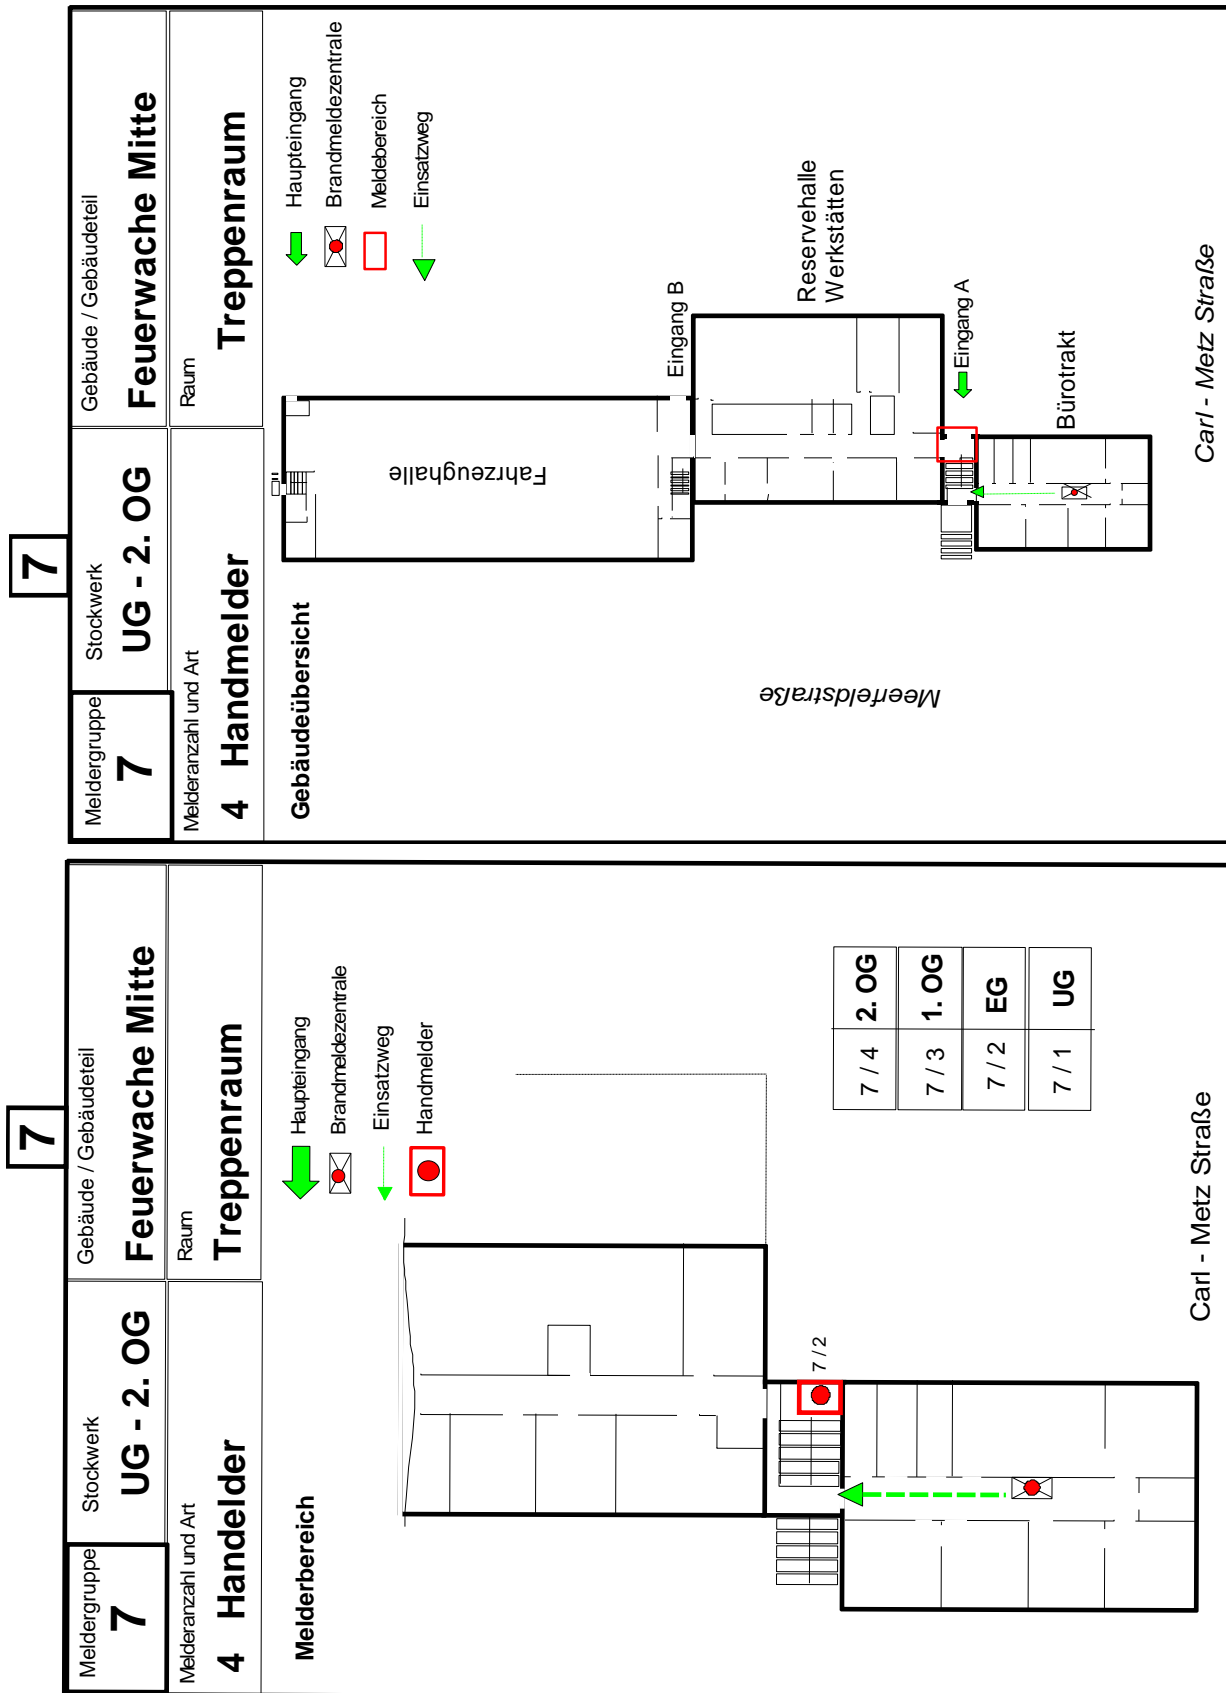 7
Meldergruppe
7
Stockwerk
UG - 2. OG
Gebäude / Gebäudeteil
Feuerwache Mitte
Melderanzahl und Art
4 Handelder
Raum
Treppenraum
Melderbereich
Haupteingang
Brandmeldezentrale
Einsatzweg
Handmelder
7 / 2
7 / 4 2. OG
7 / 3 1. OG
7 / 2 EG
7 / 1 UG
Carl - Metz Straße
7
Meldergruppe
7
Stockwerk
UG - 2. OG
Gebäude / Gebäudeteil
Feuerwache Mitte
Melderanzahl und Art
4 Handmelder
Raum
Treppenraum
Gebäudeübersicht
Haupteingang
Brandmeldezentrale
Meldebereich
Einsatzweg
Fahrzeughalle
Eingang B
Reservehalle
Werkstätten
Eingang A
Bürotrakt
Meerfeldstraße
Carl - Metz Straße